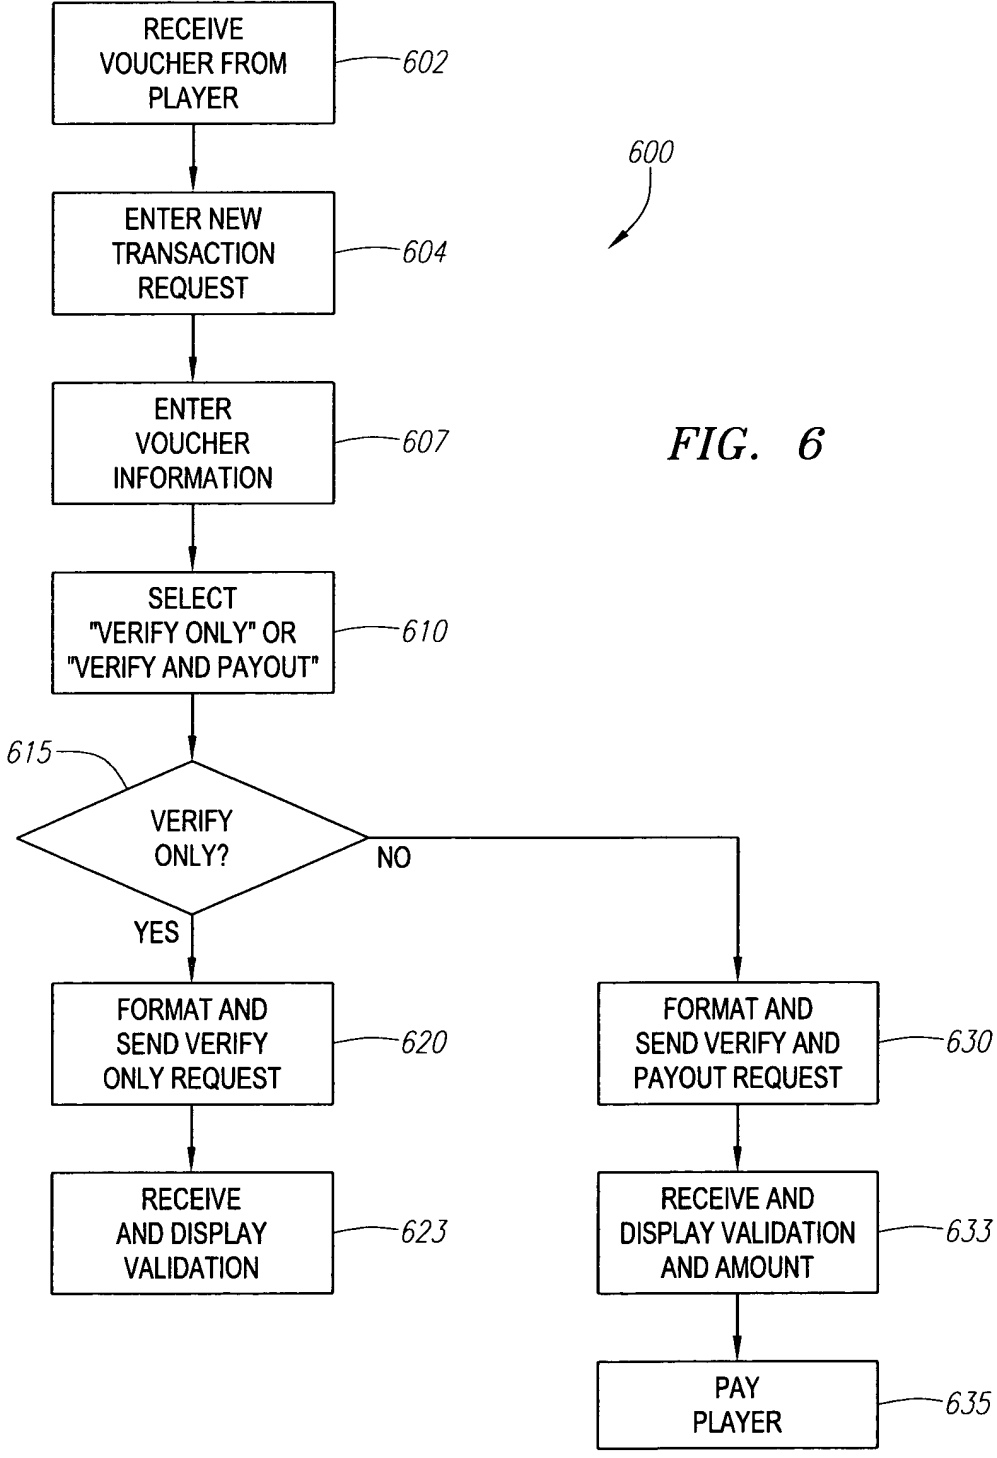 RECEIVE
VOUCHER FROM
PLAYER
602
600
ENTER NEW
TRANSACTION
REQUEST
604
ENTER
VOUCHER
INFORMATION
607
FIG. 6
SELECT
"VERIFY ONLY" OR
"VERIFY AND PAYOUT"
610
615
VERIFY
ONLY?
NO
YES
FORMAT AND
SEND VERIFY
ONLY REQUEST
620
FORMAT AND
SEND VERIFY AND
PAYOUT REQUEST
630
RECEIVE
AND DISPLAY
VALIDATION
623
RECEIVE AND
DISPLAY VALIDATION
AND AMOUNT
633
PAY
PLAYER
635